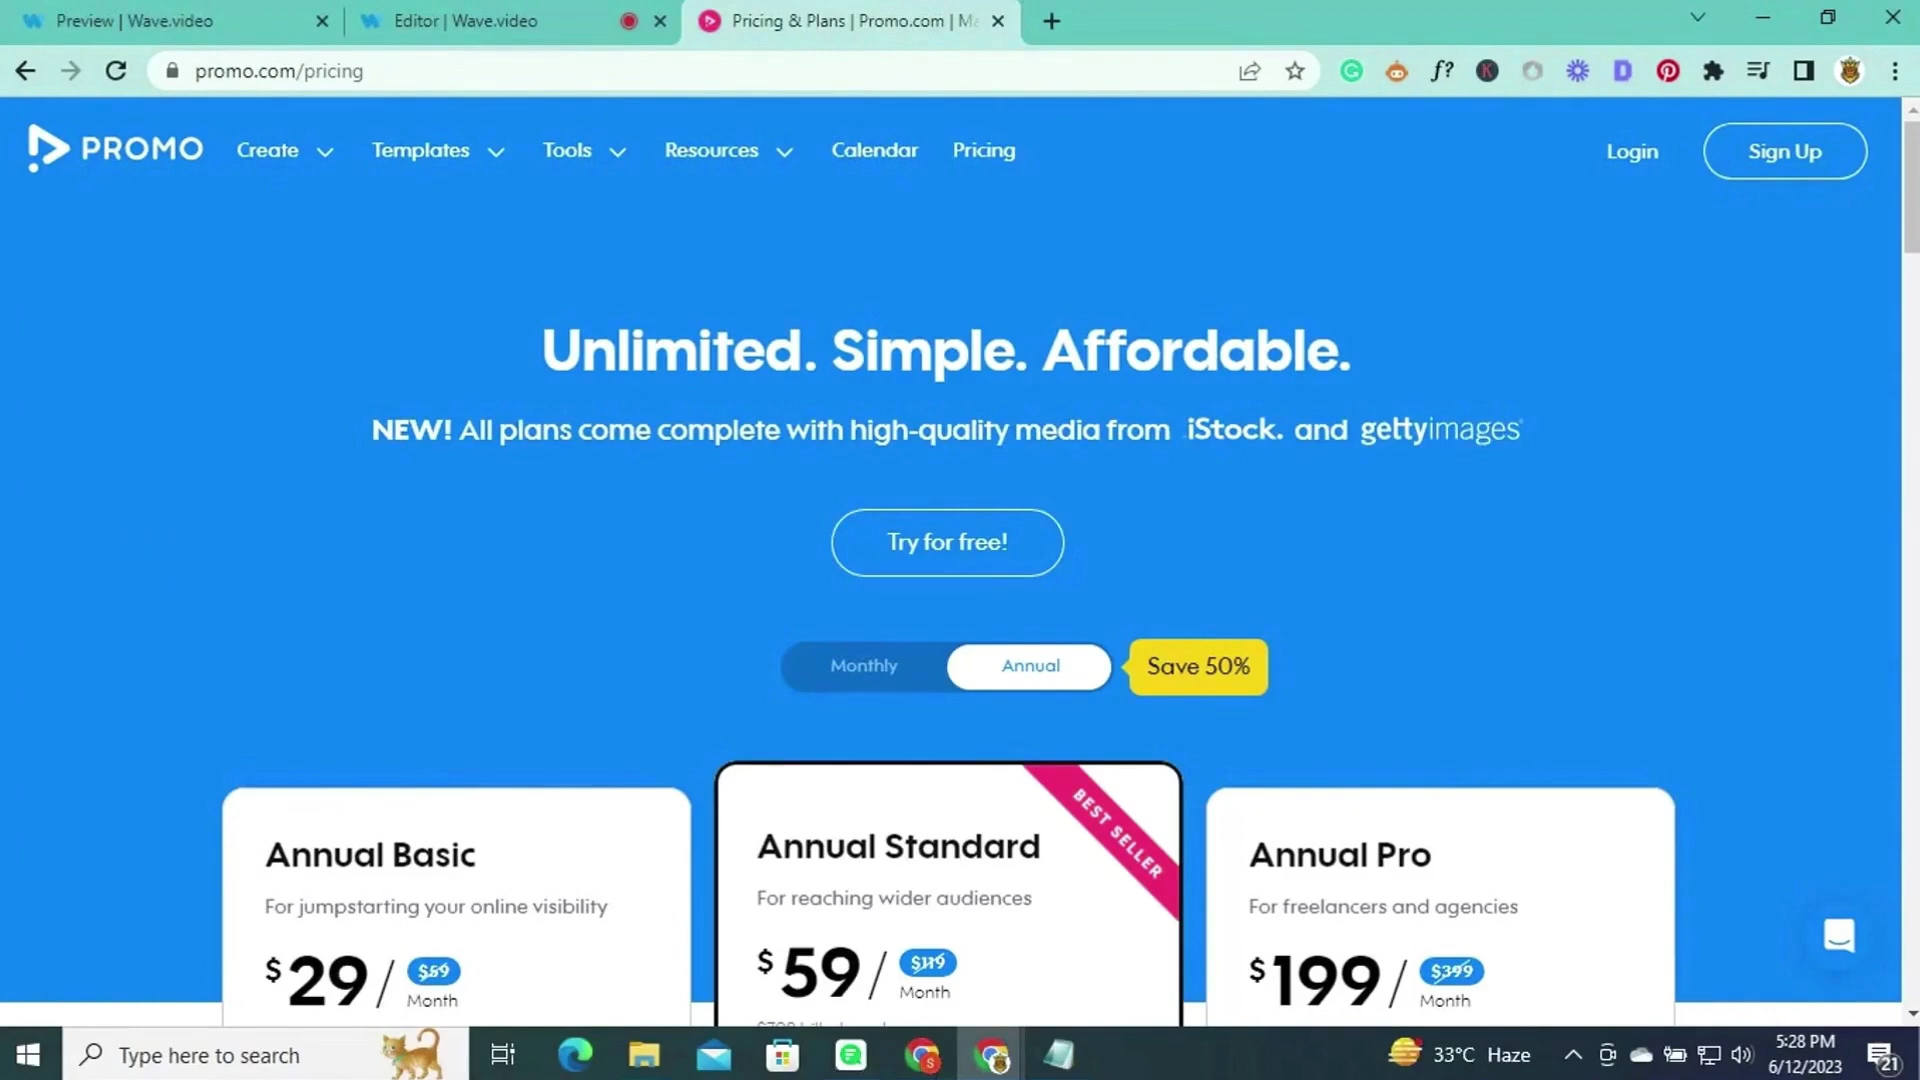 Preview | Wave.video
Editor | Wave.video
Pricing & Plans | Promo.com | Ma
promo.com/pricing
PROMO
Create
Templates
Tools
Resources
Calendar
Pricing
Login
Sign Up
Unlimited. Simple. Affordable.
NEW! All plans come complete with high-quality media from iStock. and gettyimages
Try for free!
Monthly
Annual
Save 50%
Annual Basic
For jumpstarting your online visibility
$29/ $59
Month
Annual Standard
BEST SELLER
For reaching wider audiences
$59/ $119
Month
Annual Pro
For freelancers and agencies
$199/ $399
Month
Type here to search
33°C Haze
5:28 PM
6/12/2023
21